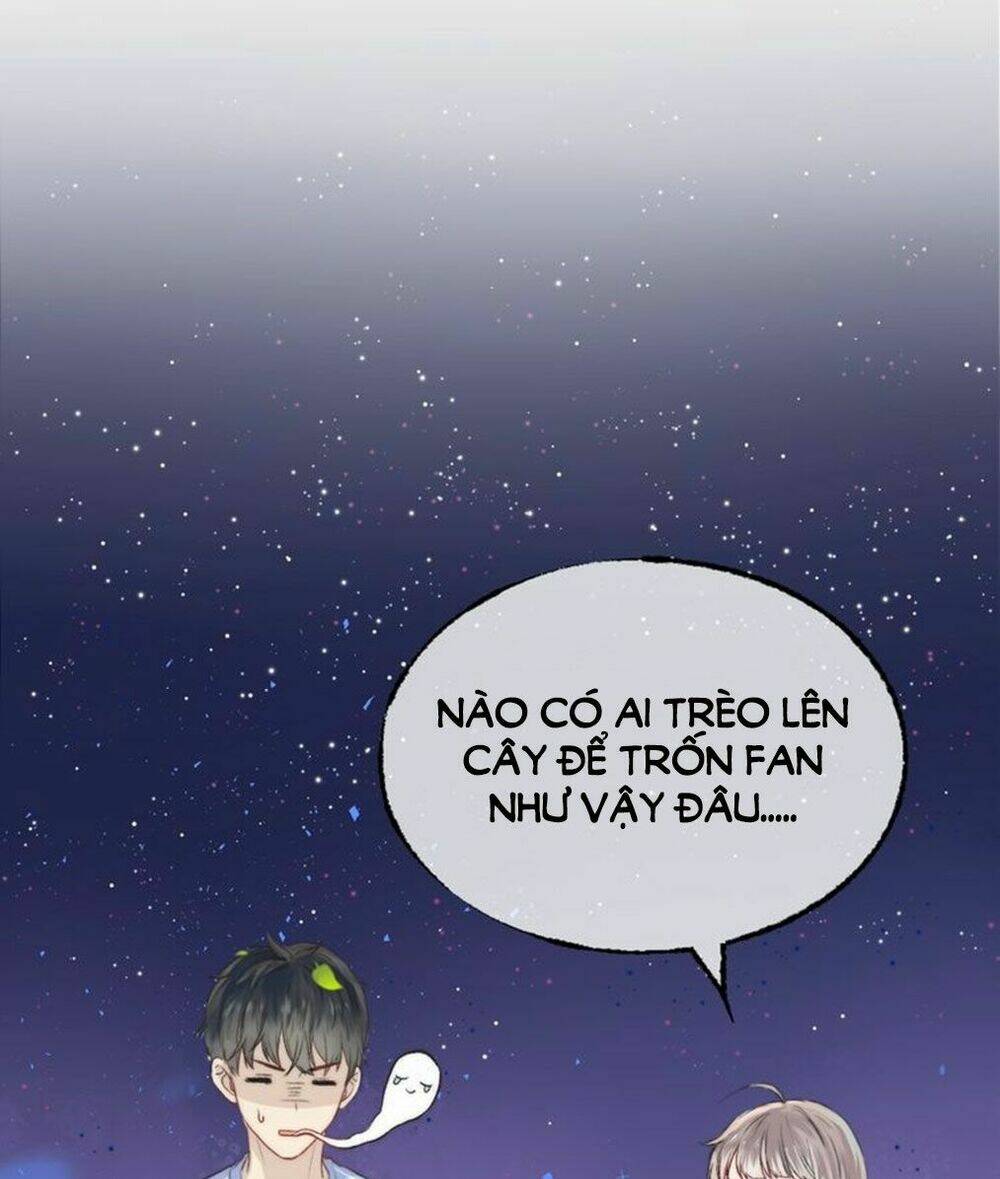 NÀO CÓ AI TRÈO LÊN
CÂY ĐỂ TRỐN FAN
NHƯ VẬY ĐÂU.....